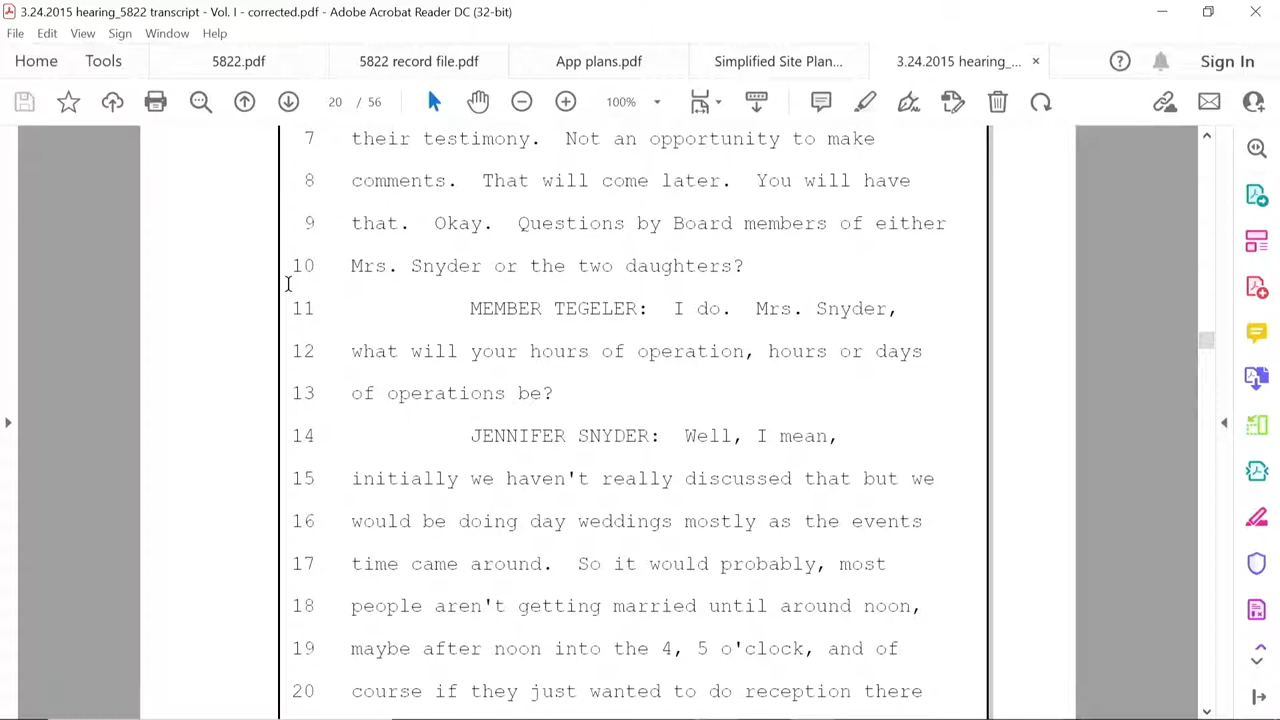 3.24.2015 hearing_5822 transcript - Vol. I - corrected.pdf - Adobe Acrobat Reader DC (32-bit)
File Edit View Sign Window Help
Home Tools 5822.pdf 5822 record file.pdf App plans.pdf Simplified Site Plan... 3.24.2015 hearing_... Sign In
20 / 56 100%
7 their testimony. Not an opportunity to make
8 comments. That will come later. You will have
9 that. Okay. Questions by Board members of either
10 Mrs. Snyder or the two daughters?
11 MEMBER TEGELER: I do. Mrs. Snyder,
12 what will your hours of operation, hours or days
13 of operations be?
14 JENNIFER SNYDER: Well, I mean,
15 initially we haven't really discussed that but we
16 would be doing day weddings mostly as the events
17 time came around. So it would probably, most
18 people aren't getting married until around noon,
19 maybe after noon into the 4, 5 o'clock, and of
20 course if they just wanted to do reception there